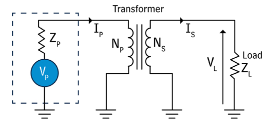 Transformer
I_P
I_S
Z_P
N_P
N_S
Load
V_L
Z_L
V_P